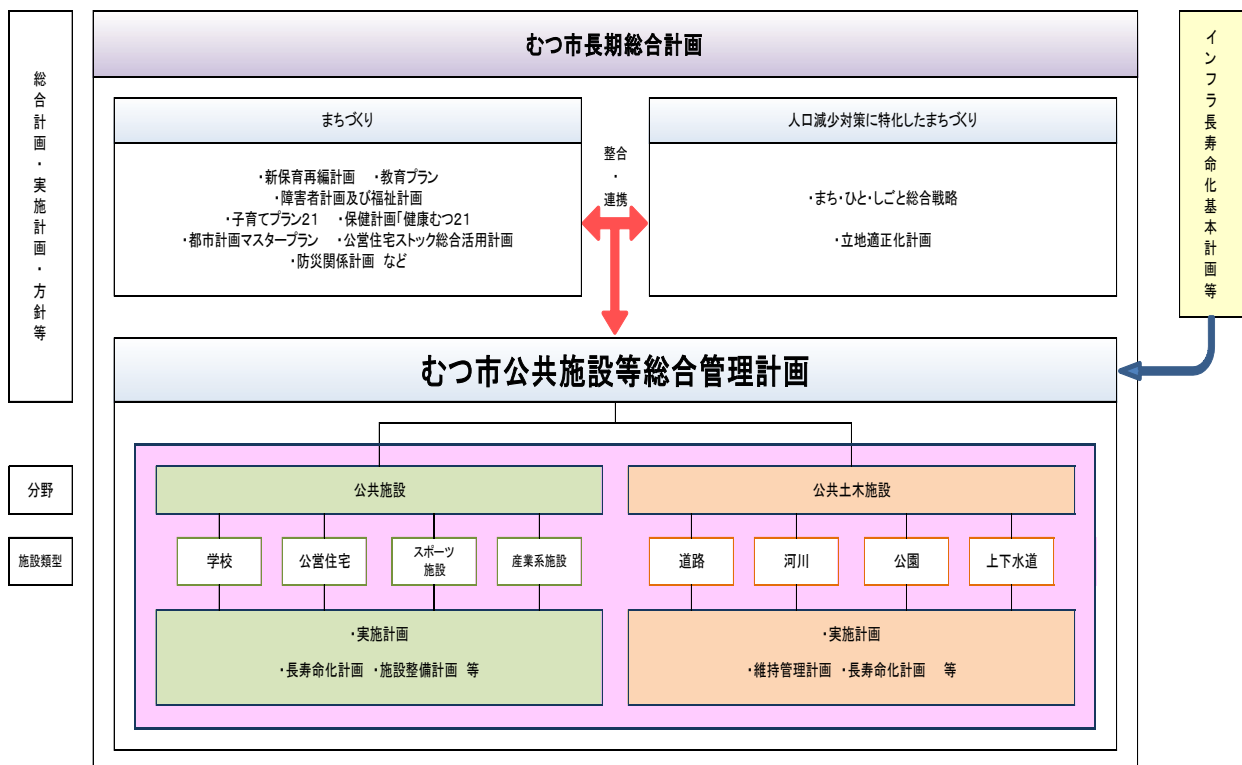 むつ市長期総合計画
総合計画・実施計画・方針等
インフラ長寿命化基本計画等
まちづくり
・新保育再編計画　・教育プラン
・障害者計画及び福祉計画
・子育てプラン21　・保健計画「健康むつ21
・都市計画マスタープラン　・公営住宅ストック総合活用計画
・防災関係計画 など
整合
・
連携
人口減少対策に特化したまちづくり
・まち・ひと・しごと総合戦略
・立地適正化計画
むつ市公共施設等総合管理計画
分野
公共施設
公共土木施設
施設類型
学校
公営住宅
スポーツ
施設
産業系施設
道路
河川
公園
上下水道
・実施計画
・長寿命化計画 ・施設整備計画 等
・実施計画
・維持管理計画 ・長寿命化計画　等